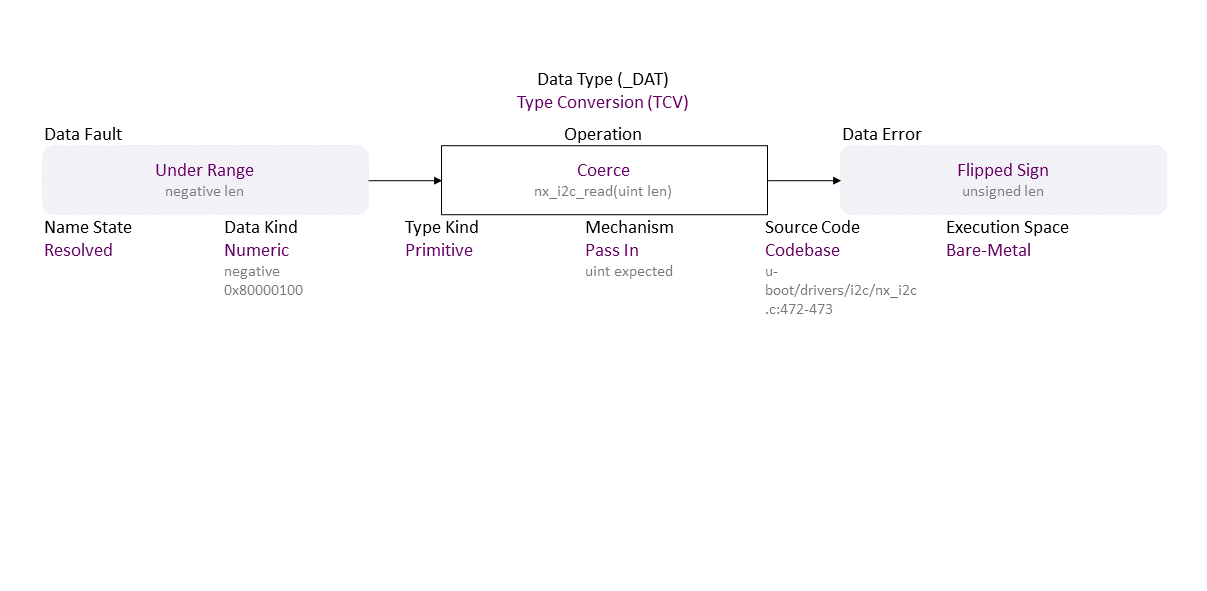 Data Type (_DAT)
Type Conversion (TCV)
Data Fault
Operation
Data Error
Under Range
negative len
Coerce
nx_i2c_read(uint len)
Flipped Sign
unsigned len
Name State
Resolved
Data Kind
Numeric
negative
0x80000100
Type Kind
Primitive
Mechanism
Pass In
uint expected
Source Code
Codebase
u-
boot/drivers/i2c/nx_i2c
.c:472-473
Execution Space
Bare-Metal